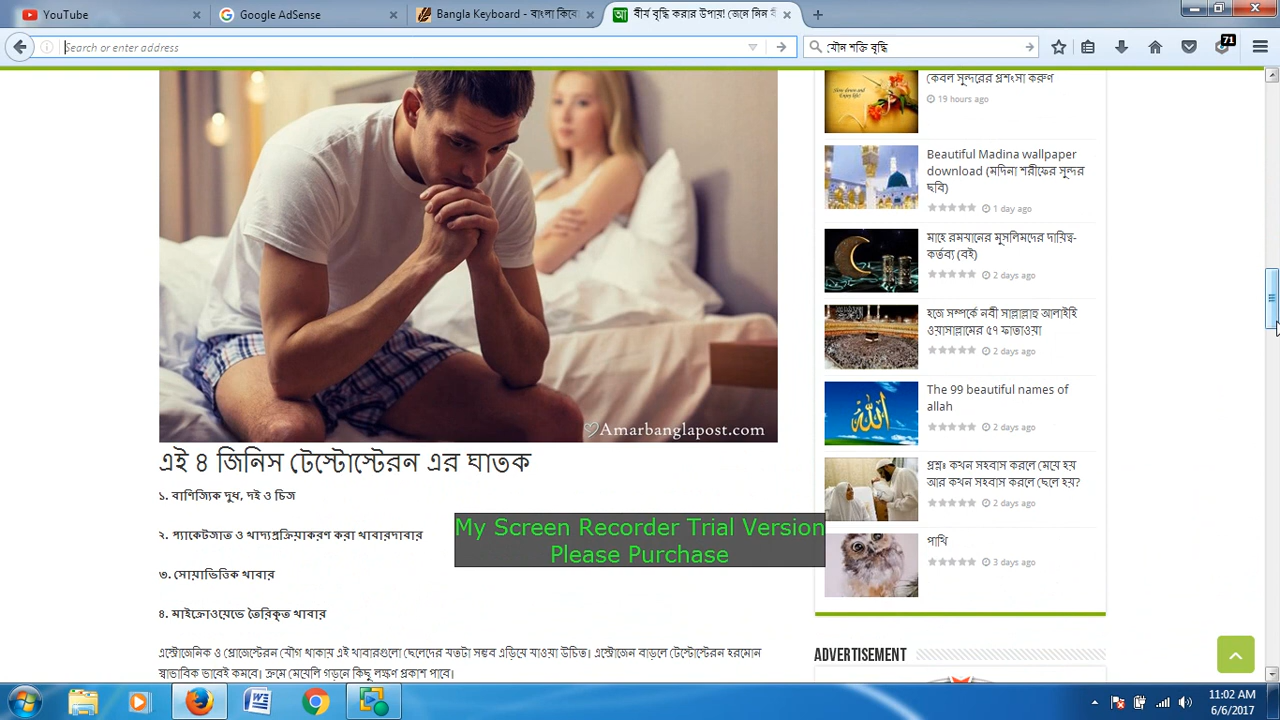 YouTube
Google AdSense
Bangla Keyboard - বাংলা কিবো
বীর্য বৃদ্ধি করার উপায়! জেনে নিন
Search or enter address
যৌন শক্তি বৃদ্ধি
71
কেবল সুন্দরের প্রশংসা করুণ
19 hours ago
Beautiful Madina wallpaper
download (মদিনা শরীফের সুন্দর
ছবি)
1 day ago
মাহে রমযানের মুসলিমদের দায়িত্ব-
কর্তব্য (বই)
2 days ago
হজে সম্পর্কে নবী সাল্লাল্লাহু আলাইহি
ওয়াসাল্লামের ৫৭ ফাতাওয়া
2 days ago
The 99 beautiful names of
allah
2 days ago
প্রশ্নঃ কখন সহবাস করলে মেয়ে হয়
আর কখন সহবাস করলে ছেলে হয়?
2 days ago
পাখি
3 days ago
ADVERTISEMENT
Amarbanglapost.com
এই ৪ জিনিস টেস্টোস্টেরন এর ঘাতক
১. বাণিজ্যিক দুধ, দই ও চিজ
২. প্যাকেটজাত ও খাদ্যপ্রক্রিয়াকরণ করা খাবারদাবার
৩. সোয়াভিত্তিক খাবার
৪. মাইক্রোওয়েভে তৈরিকৃত খাবার
এস্ট্রোজেনিক ও প্রোজেস্টেরন যৌগ থাকায় এই খাবারগুলো ছেলেদের যতটা সম্ভব এড়িয়ে যাওয়া উচিত। এস্ট্রোজেন বাড়লে টেস্টোস্টেরন হরমোন
স্বাভাবিক ভাবেই কমবে। ক্রমে মেয়েলি গড়নে কিছু লক্ষণ প্রকাশ পাবে।
My Screen Recorder Trial Version
Please Purchase
11:02 AM
6/6/2017